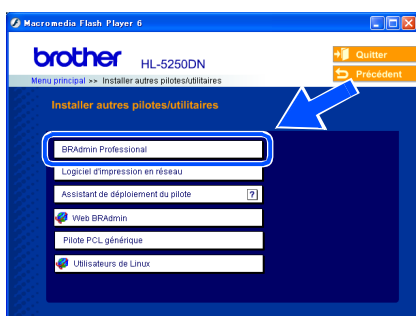 Macromedia Flash Player 6
brother HL-5250DN
Quitter
Précédent
Menu principal >> Installer autres pilotes/utilitaires
Installer autres pilotes/utilitaires
BRAdmin Professional
Logiciel d'impression en réseau
Assistant de déploiement du pilote ?
Web BRAdmin
Pilote PCL générique
Utilisateurs de Linux